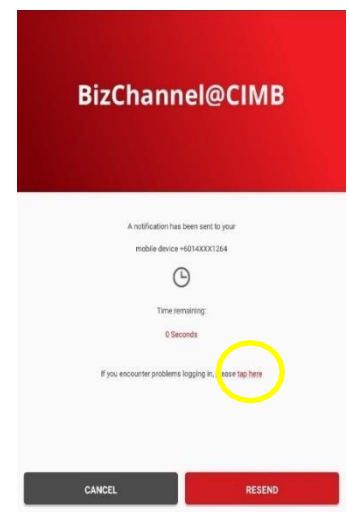 BizChannel@CIMB
A notification has been sent to your
mobile device +6014XXX1264
Time remaining:
0 Seconds
If you encounter problems logging in, please tap here
CANCEL
RESEND